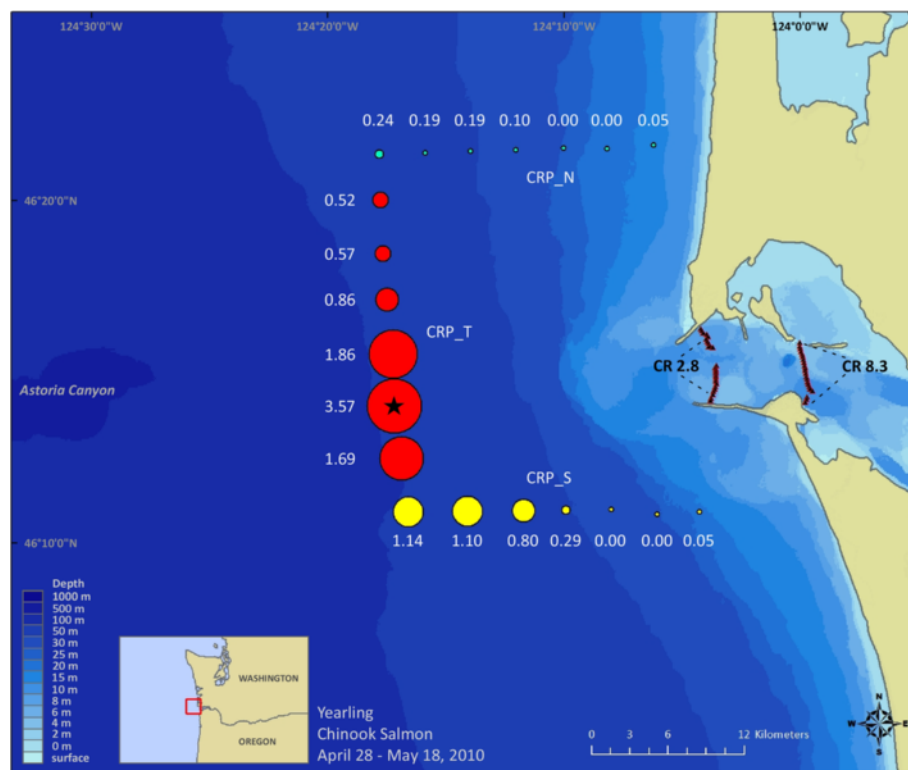 124°30'0"W 124°20'0"W 124°10'0"W 124°0'0"W
0.24 0.19 0.19 0.10 0.00 0.00 0.05
CRP_N
46°20'0"N
0.52
0.57
0.86
CRP_T
1.86
CR 2.8 CR 8.3
Astoria Canyon
3.57
1.69
CRP_S
46°10'0"N
1.14 1.10 0.80 0.29 0.00 0.00 0.05
Depth
1000 m
500 m
100 m
50 m
30 m
25 m
20 m
15 m
10 m
8 m
6 m
4 m
2 m
0 m
surface
WASHINGTON
OREGON
Yearling
Chinook Salmon
April 28 - May 18, 2010
0 3 6 12 Kilometers
N
W E
S